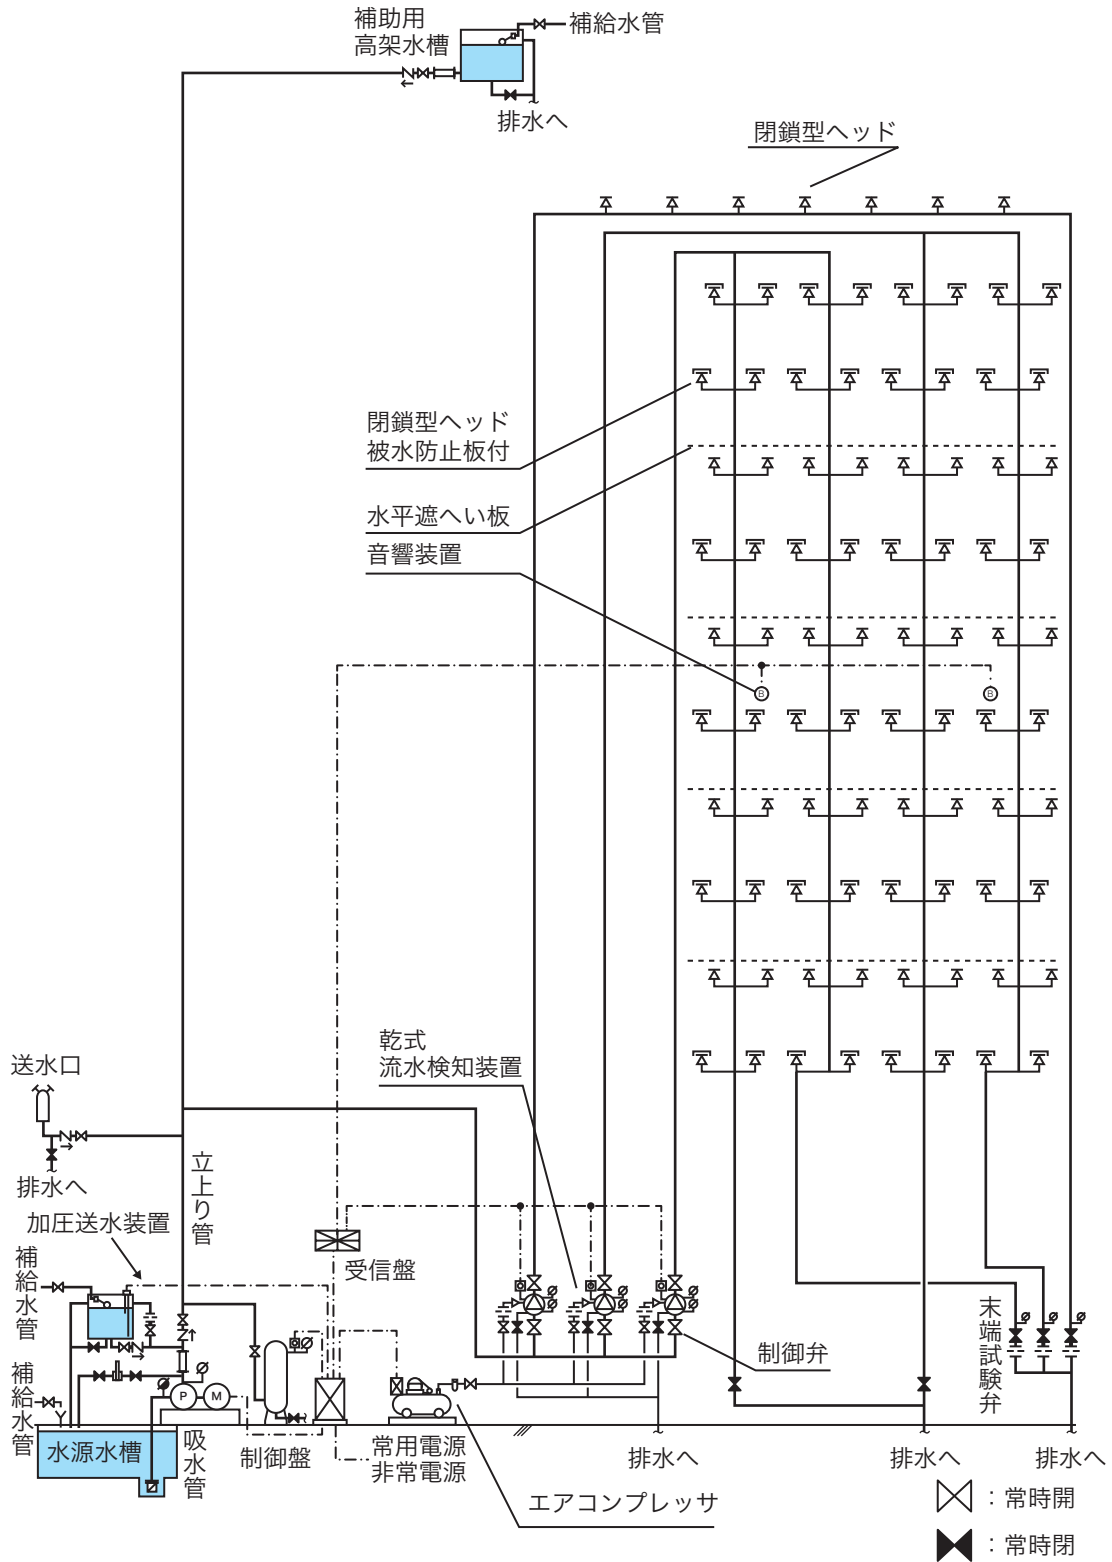 補助用
高架水槽
補給水管
排水へ
閉鎖型ヘッド
閉鎖型ヘッド
被水防止板付
水平遮へい板
音響装置
B
B
乾式
流水検知装置
送水口
排水へ
立上り管
加圧送水装置
補給水管
受信盤
制御弁
末端試験弁
補給水管
P
M
水源水槽
吸水管
制御盤
常用電源
非常電源
エアコンプレッサ
排水へ
排水へ
排水へ
：常時開
：常時閉